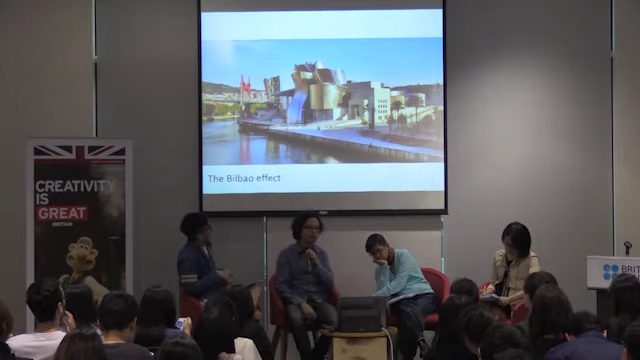 The Bilbao effect
CREATIVITY
IS
GREAT
BRITAIN
BRIT